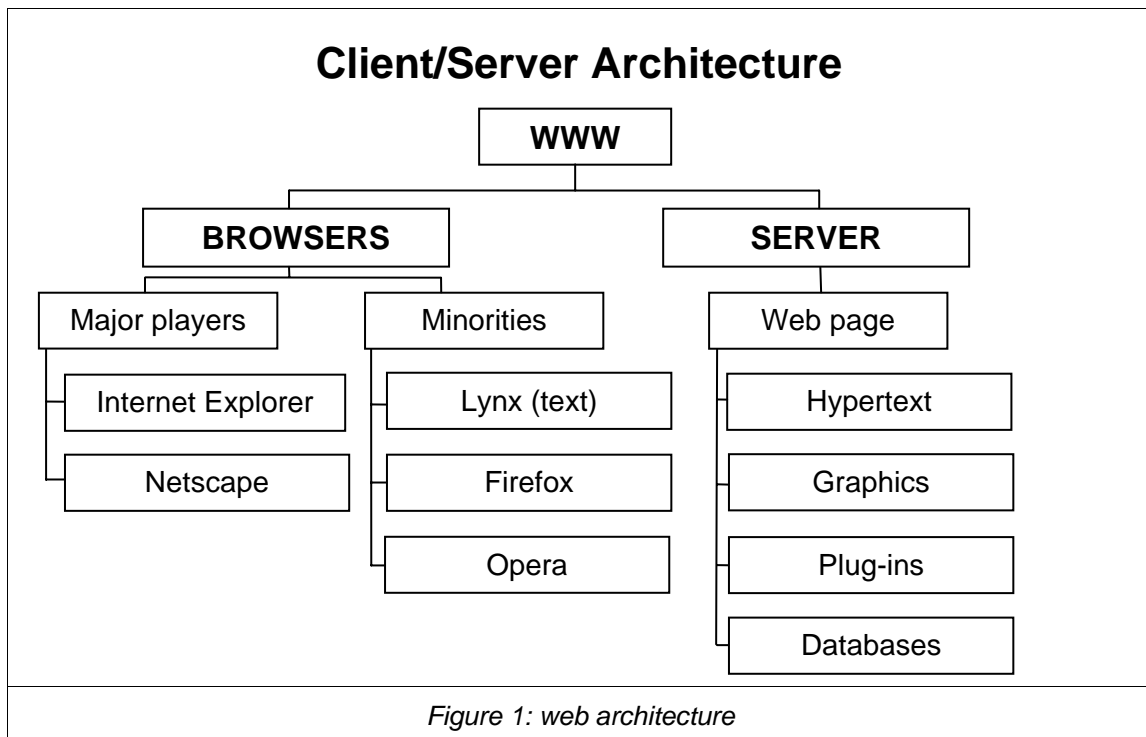 Client/Server Architecture
WWW
BROWSERS
SERVER
Major players
Minorities
Web page
Internet Explorer
Lynx (text)
Hypertext
Netscape
Firefox
Graphics
Opera
Plug-ins
Databases
Figure 1: web architecture